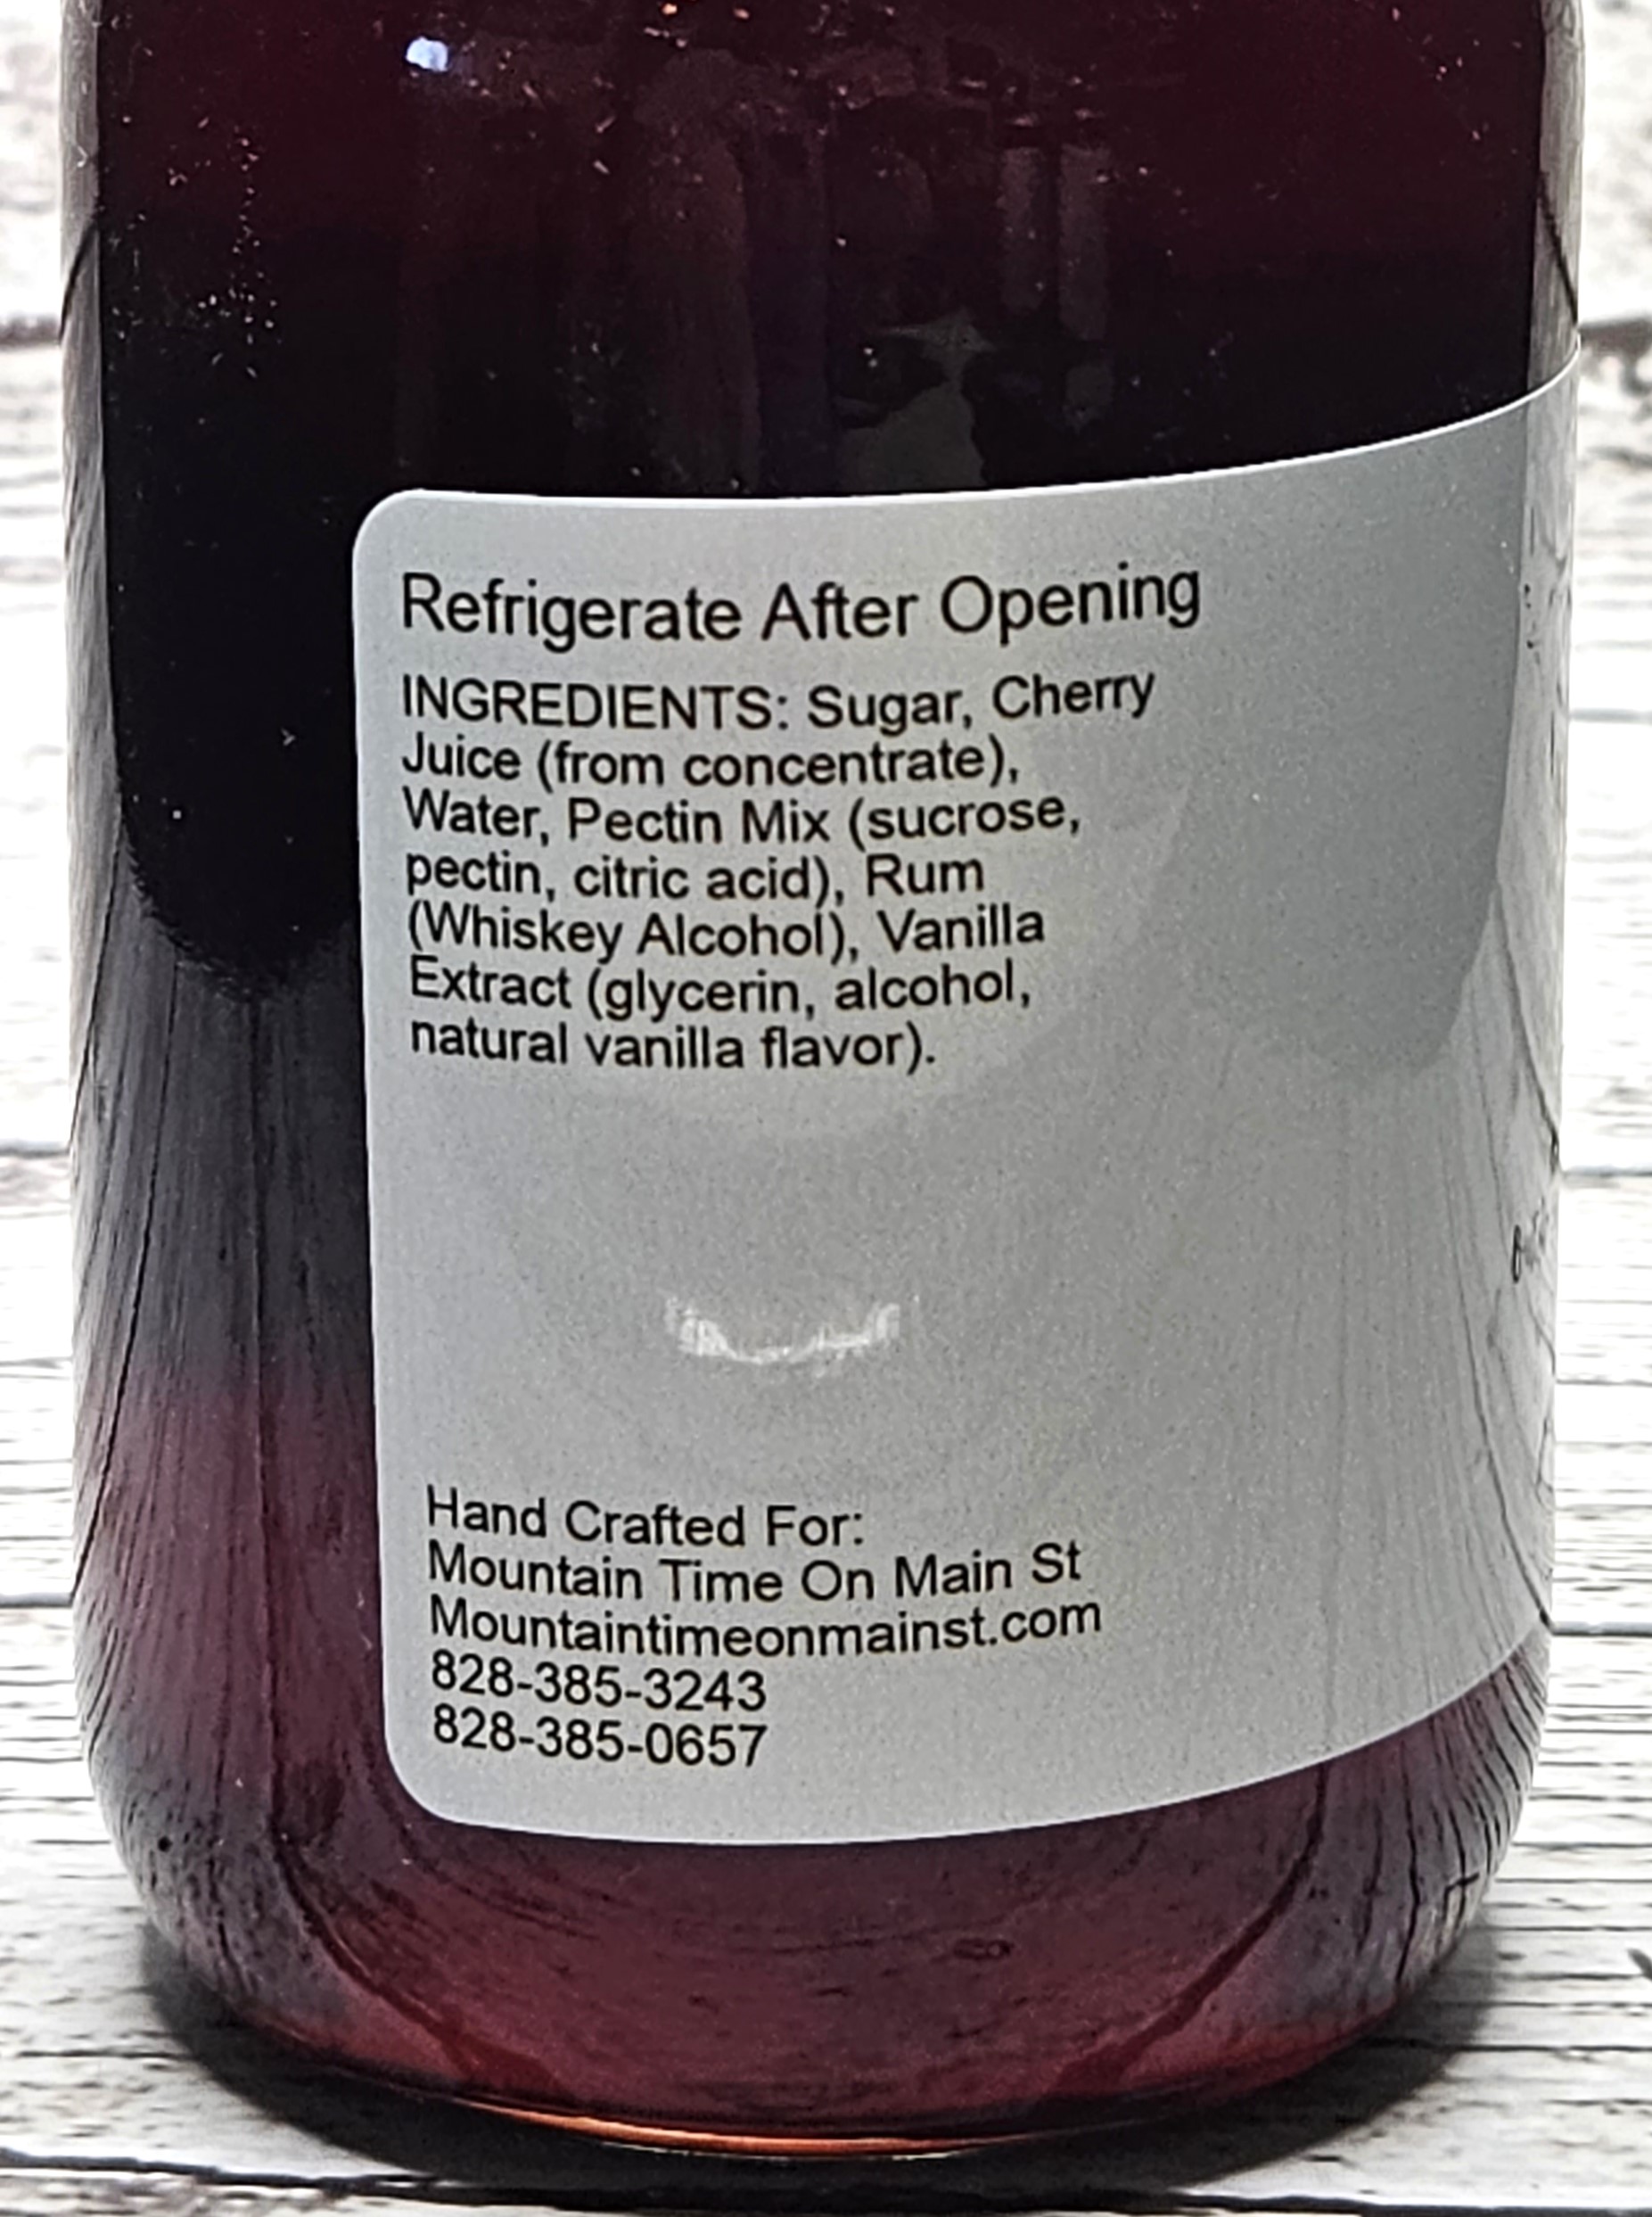 Refrigerate After Opening
INGREDIENTS: Sugar, Cherry
Juice (from concentrate),
Water, Pectin Mix (sucrose,
pectin, citric acid), Rum
(Whiskey Alcohol), Vanilla
Extract (glycerin, alcohol,
natural vanilla flavor).
Hand Crafted For:
Mountain Time On Main St
Mountaintimeonmainst.com
828-385-3243
828-385-0657